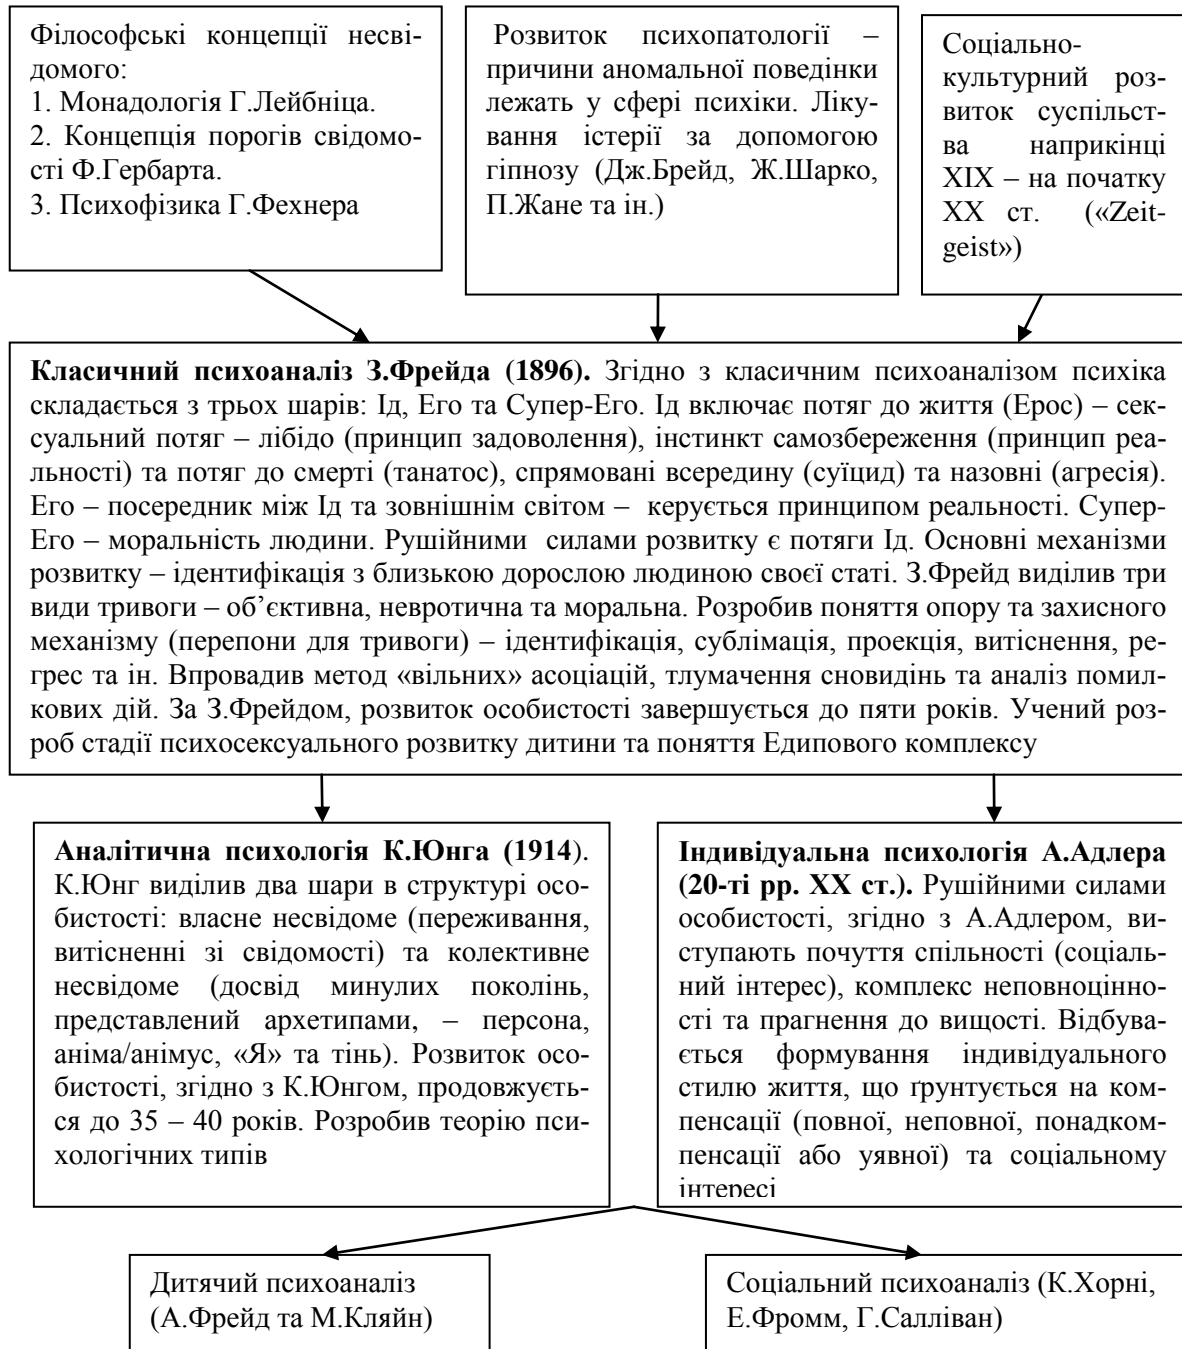 Філософські концепції несві-
домого:
1. Монадологія Г.Лейбніца.
2. Концепція порогів свідомо-
сті Ф.Гербарта.
3. Психофізика Г.Фехнера
Розвиток психопатології –
причини аномальної поведінки
лежать у сфері психіки. Ліку-
вання істерії за допомогою
гіпнозу (Дж.Брейд, Ж.Шарко,
П.Жане та ін.)
Соціально-
культурний роз-
виток суспільст-
ва наприкінці
XIX – на початку
XX ст. («Zeit-
geist»)
Класичний психоаналіз З.Фрейда (1896). Згідно з класичним психоаналізом психіка
складається з трьох шарів: Ід, Его та Супер-Его. Ід включає потяг до життя (Ерос) – сек-
суальний потяг – лібідо (принцип задоволення), інстинкт самозбереження (принцип реа-
льності) та потяг до смерті (танатос), спрямовані всередину (суїцид) та назовні (агресія).
Его – посередник між Ід та зовнішнім світом – керується принципом реальності. Супер-
Его – моральність людини. Рушійними силами розвитку є потяги Ід. Основні механізми
розвитку – ідентифікація з близькою дорослою людиною своєї статі. З.Фрейд виділив три
види тривоги – об’єктивна, невротична та моральна. Розробив поняття опору та захисного
механізму (перепони для тривоги) – ідентифікація, сублімація, проекція, витіснення, ре-
грес та ін. Впровадив метод «вільних» асоціацій, тлумачення сновидінь та аналіз помил-
кових дій. За З.Фрейдом, розвиток особистості завершується до пяти років. Учений роз-
роб стадії психосексуального розвитку дитини та поняття Едипового комплексу
Аналітична психологія К.Юнга (1914).
К.Юнг виділив два шари в структурі осо-
бистості: власне несвідоме (переживання,
витісненні зі свідомості) та колективне
несвідоме (досвід минулих поколінь,
представлений архетипами, – персона,
аніма/анімус, «Я» та тінь). Розвиток осо-
бистості, згідно з К.Юнгом, продовжуєть-
ся до 35 – 40 років. Розробив теорію пси-
хологічних типів
Індивідуальна психологія А.Адлера
(20-ті рр. XX ст.). Рушійними силами
особистості, згідно з А.Адлером, ви-
ступають почуття спільності (соціаль-
ний інтерес), комплекс неповноцінно-
сті та прагнення до вищості. Відбува-
ється формування індивідуального
стилю життя, що ґрунтується на ком-
пенсації (повної, неповної, понадком-
пенсації або уявної) та соціальному
інтересі
Дитячий психоаналіз
(А.Фрейд та М.Кляйн)
Соціальний психоаналіз (К.Хорні,
Е.Фромм, Г.Салліван)